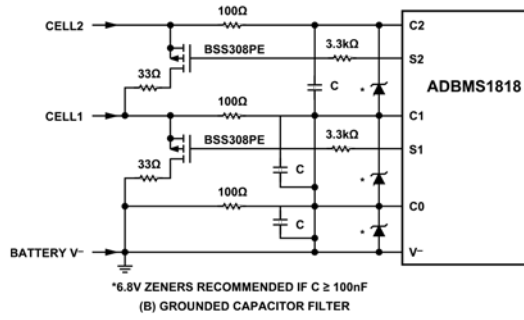 100Ω
CELL2
C2
BSS308PE
3.3kΩ
S2
33Ω
C
*
ADBMS1818
100Ω
CELL1
C1
BSS308PE
3.3kΩ
S1
33Ω
C
*
100Ω
C0
C
*
BATTERY V–
V–
*6.8V ZENERS RECOMMENDED IF C ≥ 100nF
(B) GROUNDED CAPACITOR FILTER